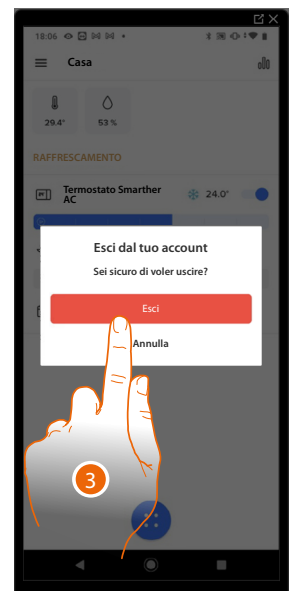 18:06
Casa
29.4°
53 %
RAFFRESCAMENTO
Termostato Smarther
AC
24.0°
Esci dal tuo account
Sei sicuro di voler uscire?
Esci
Annulla
3